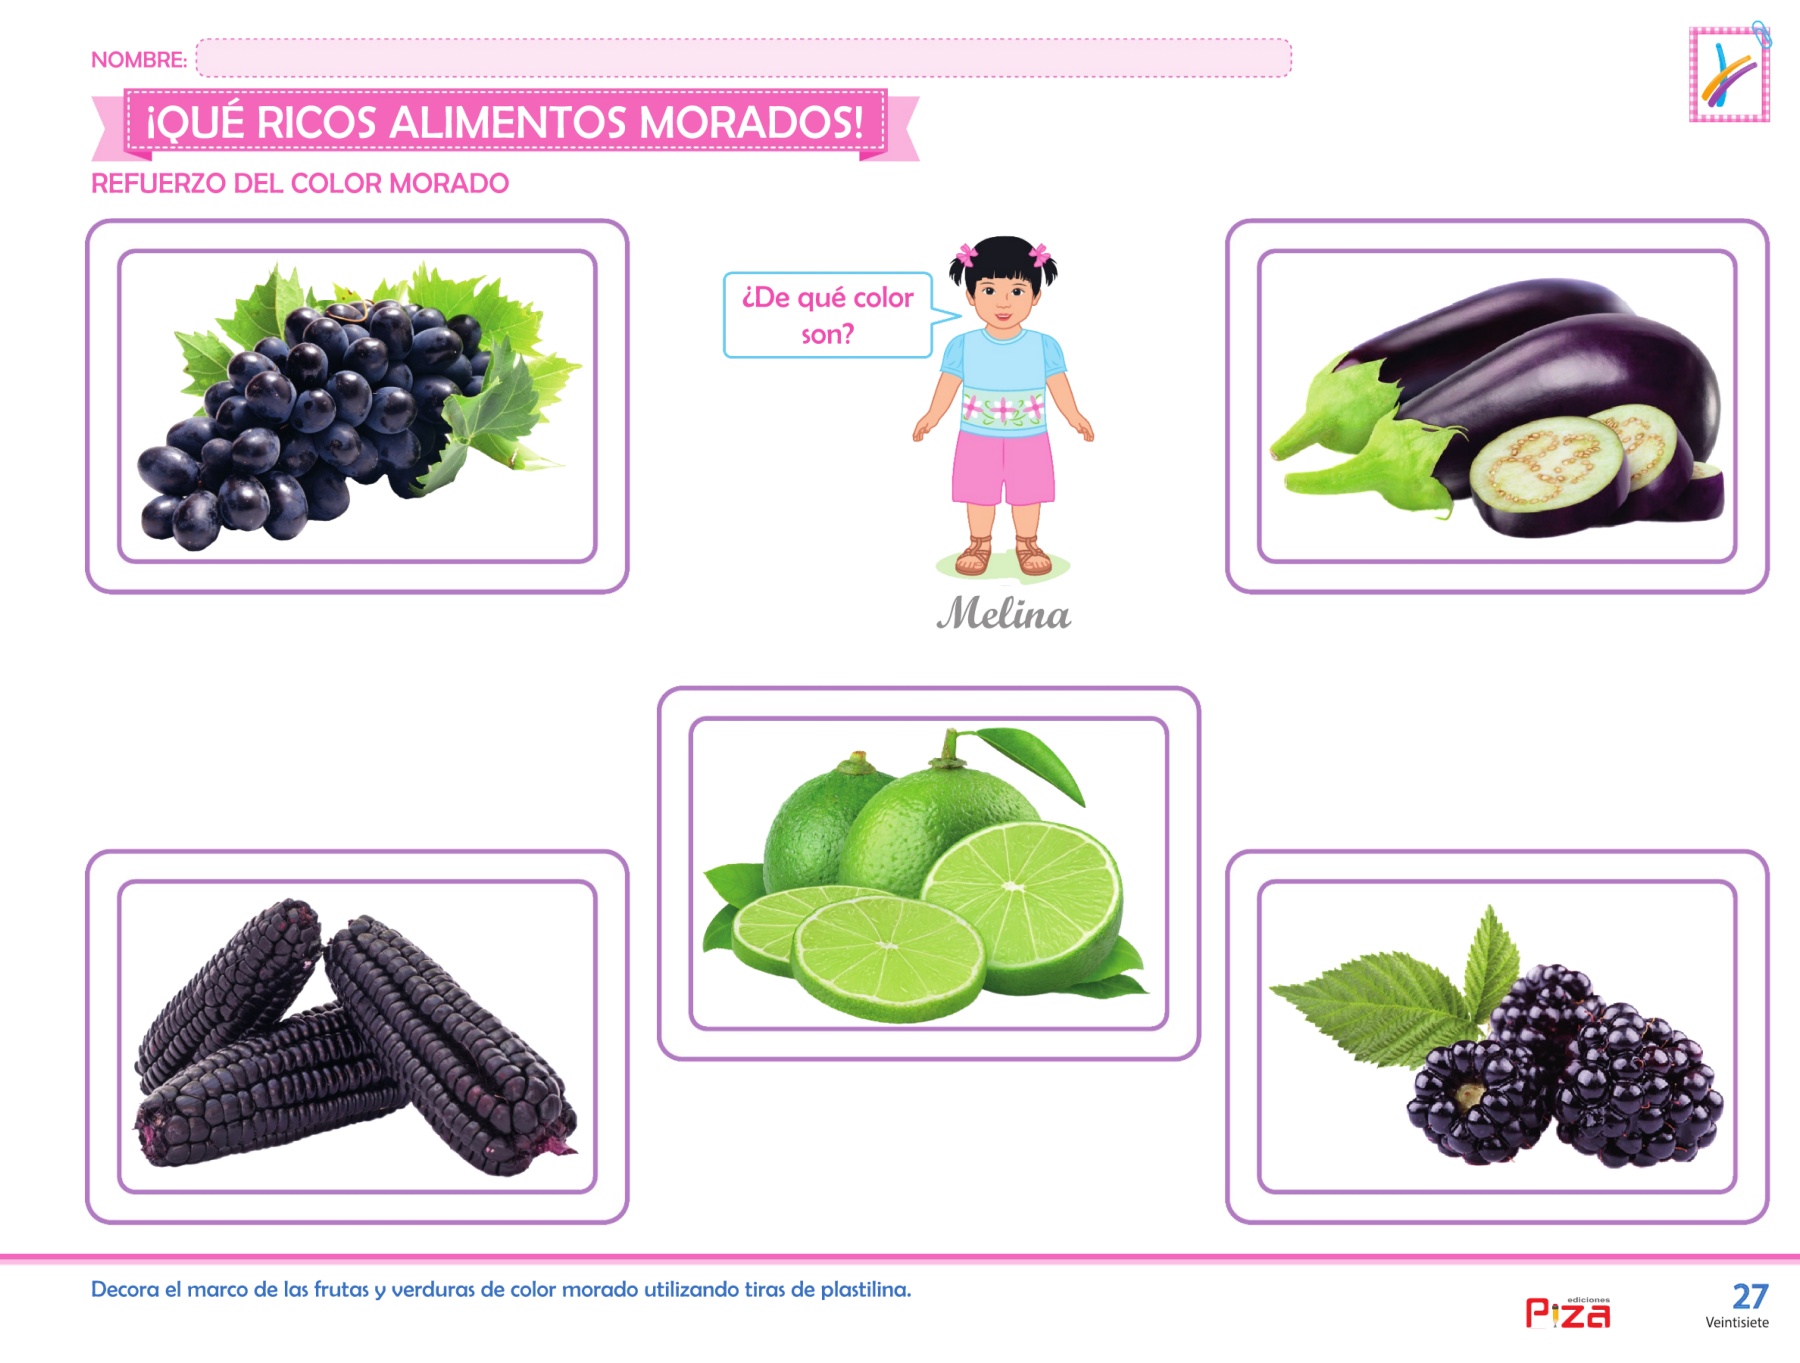 NOMBRE:
¡QUÉ RICOS ALIMENTOS MORADOS!
REFUERZO DEL COLOR MORADO
¿De qué color
son?
Melina
Decora el marco de las frutas y verduras de color morado utilizando tiras de plastilina.
ediciones
Piza
27
Veintisiete